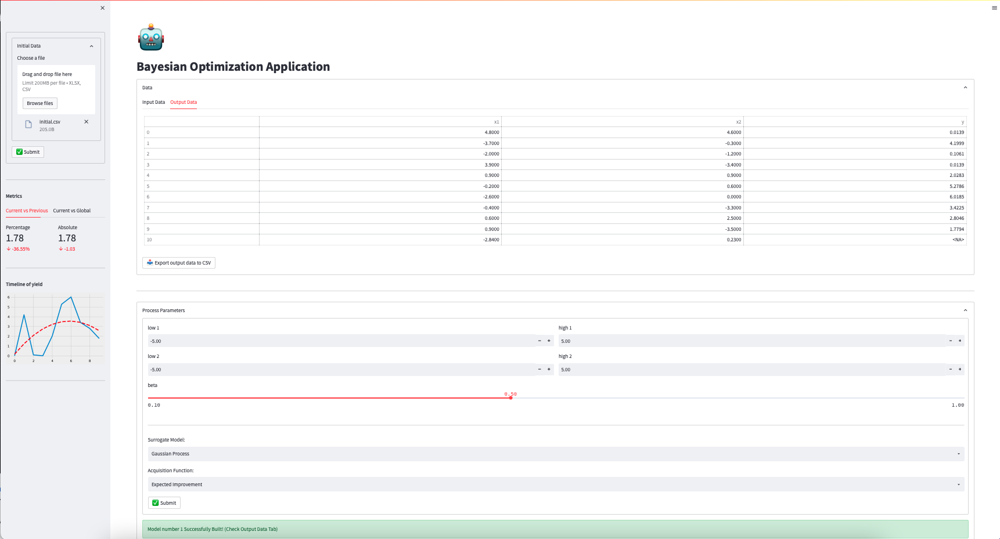 Initial Data
Choose a file
Drag and drop file here
Limit 200MB per file • XLSX,
CSV
Browse files
initial.csv
205.0B
Submit
Metrics
Current vs Previous Current vs Global
Percentage Absolute
1.78 1.78
↓ -36.55% ↓ -1.03
Timeline of yield
6
5
4
3
2
1
0
0 2 4 6 8
Bayesian Optimization Application
Data
Input Data Output Data
x1 x2 y
0 4.8000 4.6000 0.0139
1 -3.7000 -0.3000 4.1999
2 -2.0000 -1.2000 0.1061
3 3.9000 -3.4000 0.0139
4 0.9000 0.9000 2.0283
5 -0.2000 0.6000 5.2786
6 -2.6000 0.0000 6.0185
7 -0.4000 -3.3000 3.4225
8 0.6000 2.5000 2.8046
9 0.9000 -3.5000 1.7794
10 -2.8400 0.2300 <NA>
Export output data to CSV
Process Parameters
low 1 high 1
-5.00 - + 5.00 - +
low 2 high 2
-5.00 - + 5.00 - +
beta
0.50
0.10 1.00
Surrogate Model:
Gaussian Process
Acquisition Function:
Expected Improvement
Submit
Model number 1 Successfully Built! (Check Output Data Tab)